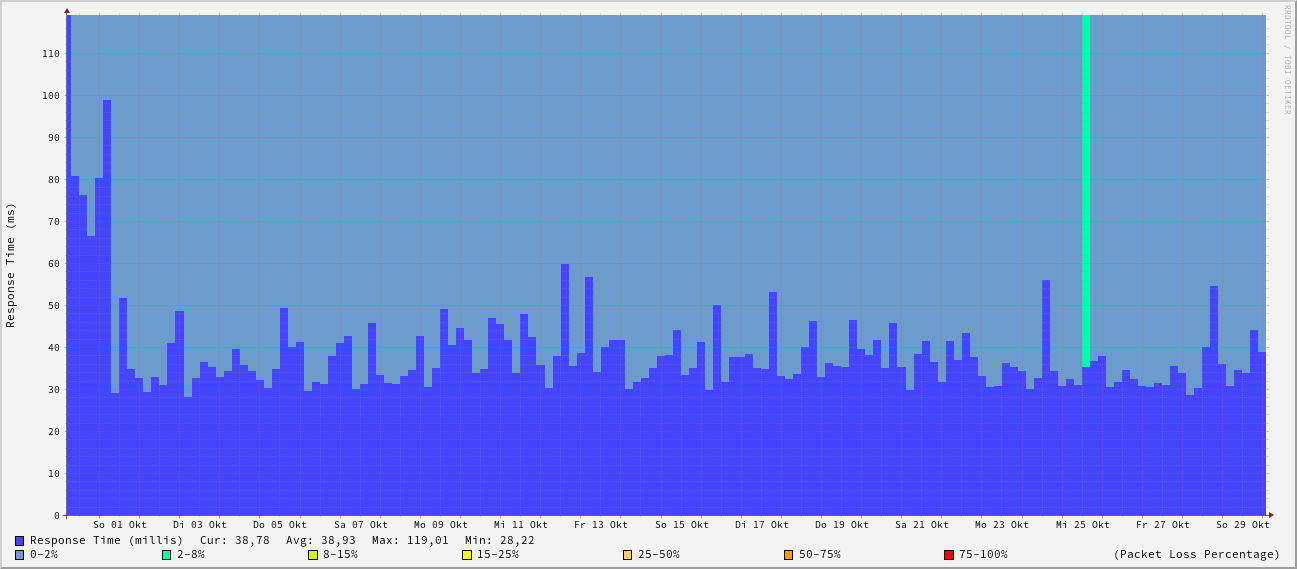 RRDTOOL / TOBI OETIKER
Response Time (ms)
110
100
90
80
70
60
50
40
30
20
10
0
So 01 Okt Di 03 Okt Do 05 Okt Sa 07 Okt Mo 09 Okt Mi 11 Okt Fr 13 Okt So 15 Okt Di 17 Okt Do 19 Okt Sa 21 Okt Mo 23 Okt Mi 25 Okt Fr 27 Okt So 29 Okt
Response Time (millis) Cur: 38,78 Avg: 38,93 Max: 119,01 Min: 28,22
0-2% 2-8% 8-15% 15-25% 25-50% 50-75% 75-100% (Packet Loss Percentage)